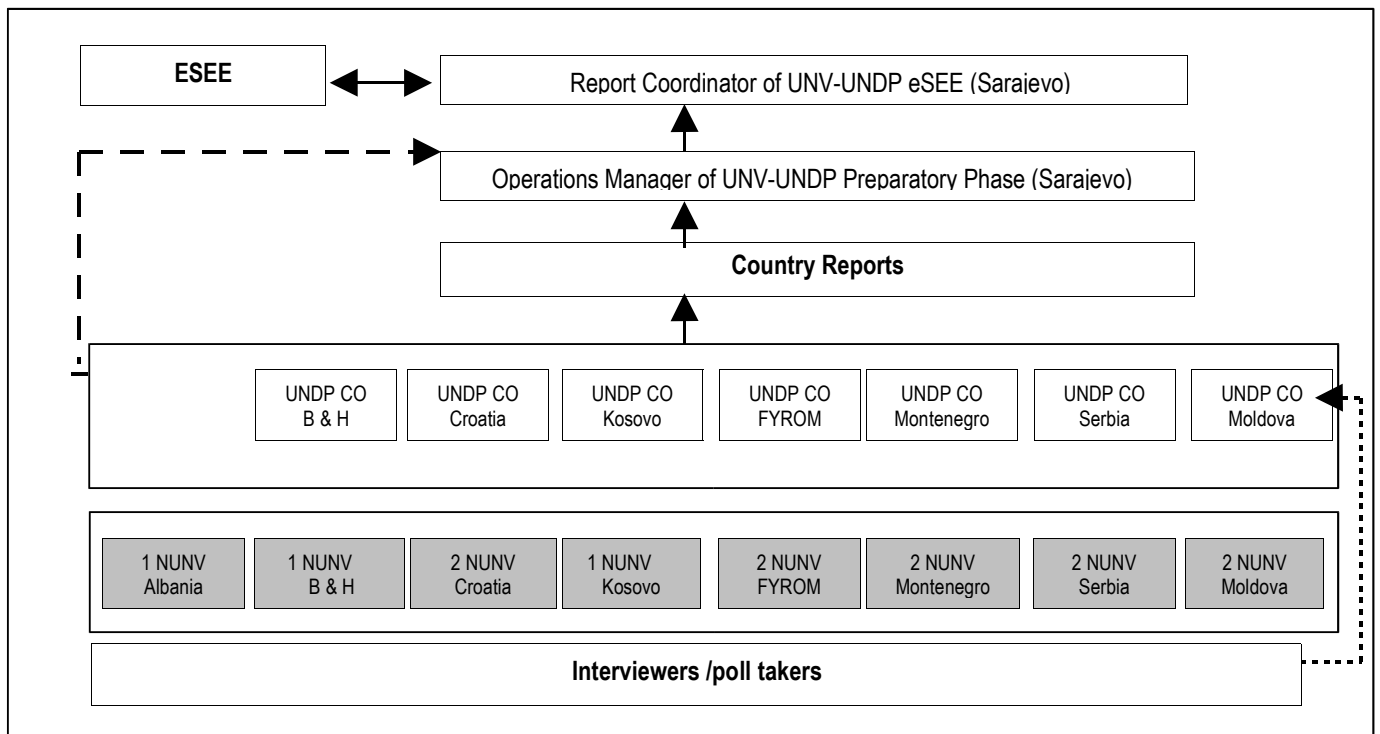 ESEE
Report Coordinator of UNV-UNDP eSEE (Sarajevo)
Operations Manager of UNV-UNDP Preparatory Phase (Sarajevo)
Country Reports
UNDP CO
B & H
UNDP CO
Croatia
UNDP CO
Kosovo
UNDP CO
FYROM
UNDP CO
Montenegro
UNDP CO
Serbia
UNDP CO
Moldova
1 NUNV
Albania
1 NUNV
B & H
2 NUNV
Croatia
1 NUNV
Kosovo
2 NUNV
FYROM
2 NUNV
Montenegro
2 NUNV
Serbia
2 NUNV
Moldova
Interviewers /poll takers